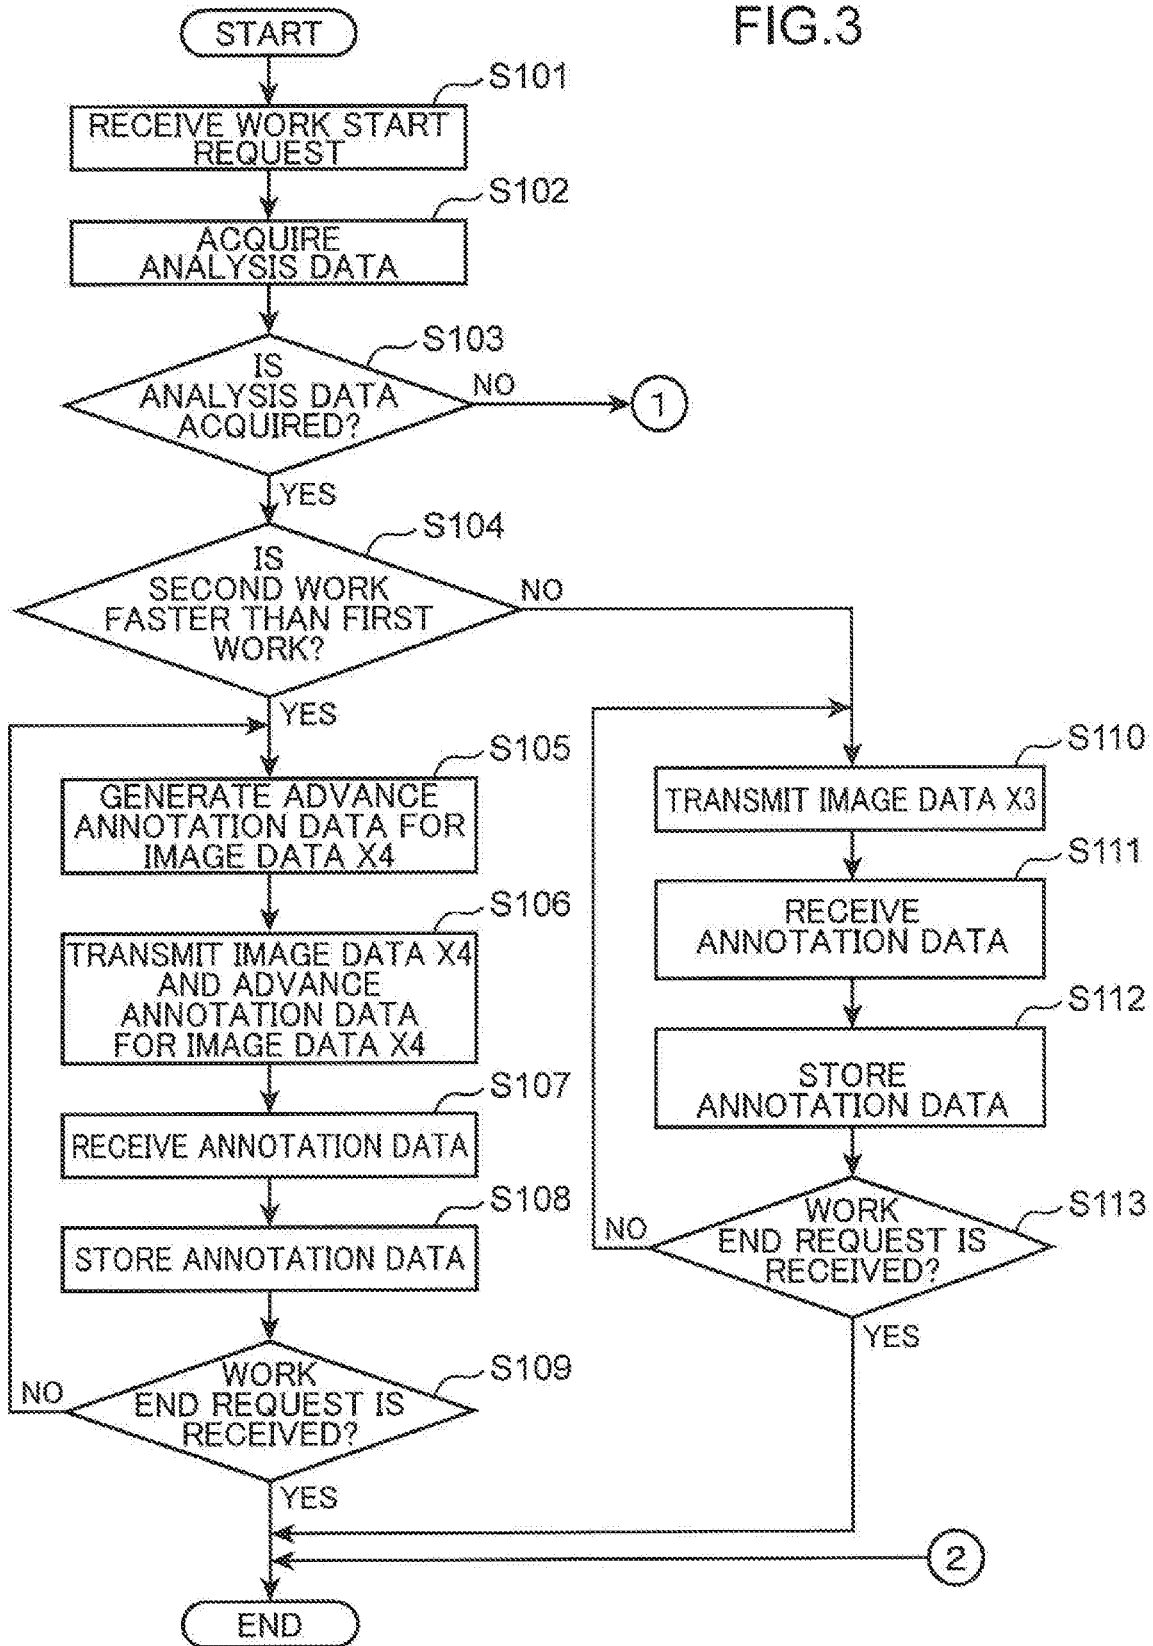 FIG.3
START
S101
RECEIVE WORK START
REQUEST
S102
ACQUIRE
ANALYSIS DATA
S103
IS
ANALYSIS DATA
ACQUIRED?
NO
1
YES
S104
IS
SECOND WORK
FASTER THAN FIRST
WORK?
NO
YES
S105
GENERATE ADVANCE
ANNOTATION DATA FOR
IMAGE DATA X4
S106
TRANSMIT IMAGE DATA X4
AND ADVANCE
ANNOTATION DATA
FOR IMAGE DATA X4
S107
RECEIVE ANNOTATION DATA
S108
STORE ANNOTATION DATA
S109
WORK
END REQUEST IS
RECEIVED?
NO
YES
S110
TRANSMIT IMAGE DATA X3
S111
RECEIVE
ANNOTATION DATA
S112
STORE
ANNOTATION DATA
S113
WORK
END REQUEST IS
RECEIVED?
NO
YES
2
END